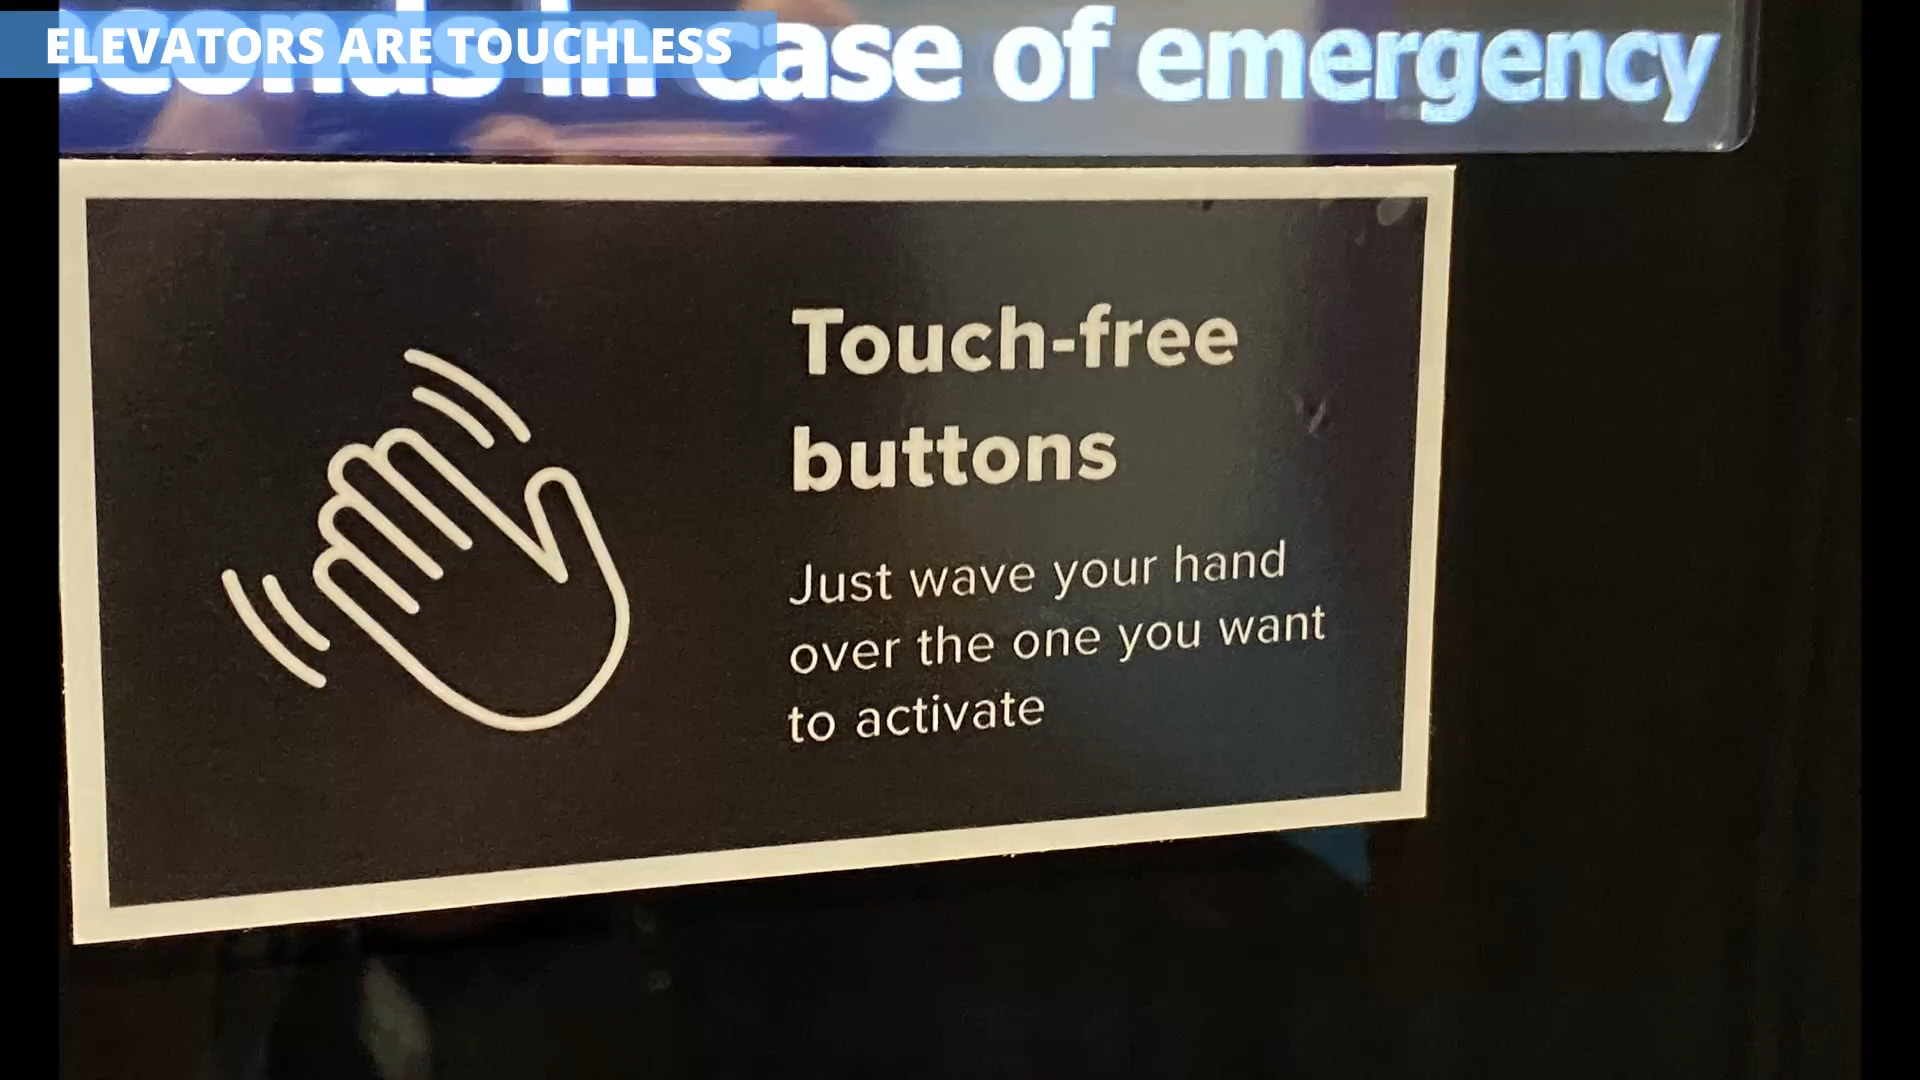 ELEVATORS ARE TOUCHLESS
in case of emergency
Touch-free
buttons
Just wave your hand
over the one you want
to activate